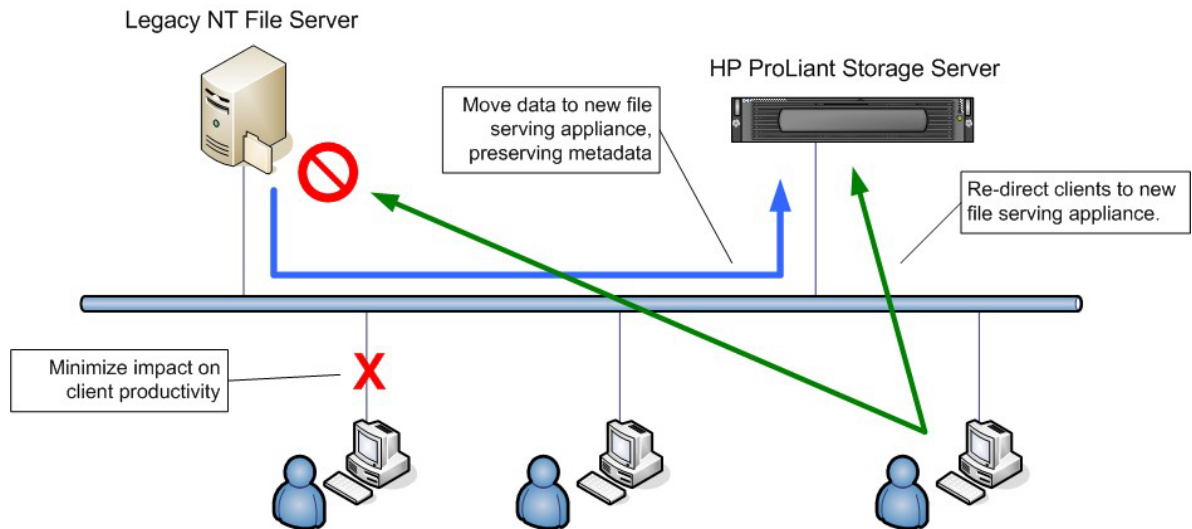 Legacy NT File Server
HP ProLiant Storage Server
Move data to new file
serving appliance,
preserving metadata
Re-direct clients to new
file serving appliance.
Minimize impact on
client productivity
X